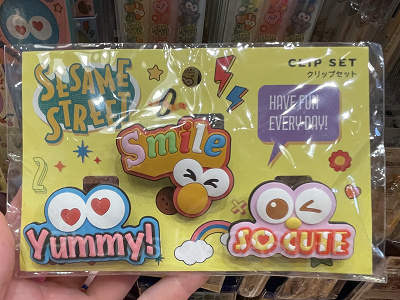 SESAME
STREET
CLIP SET
クリップセット
HAVE FUN
EVERY DAY!
Smile
Yummy!
SO CUTE
2